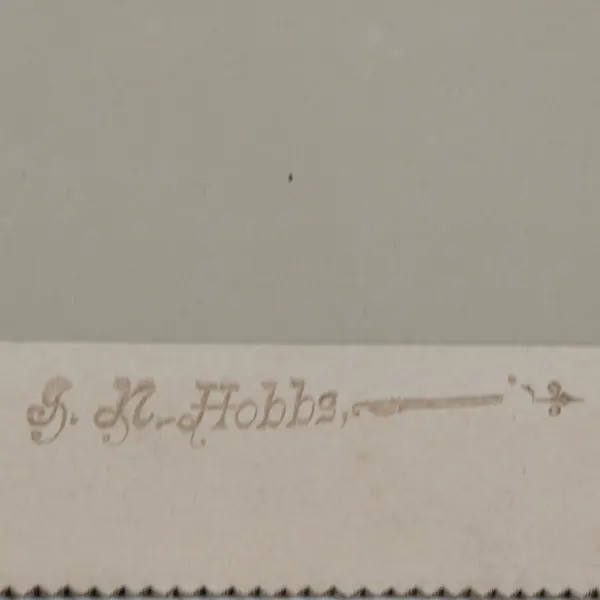 G. N. Hobbs,